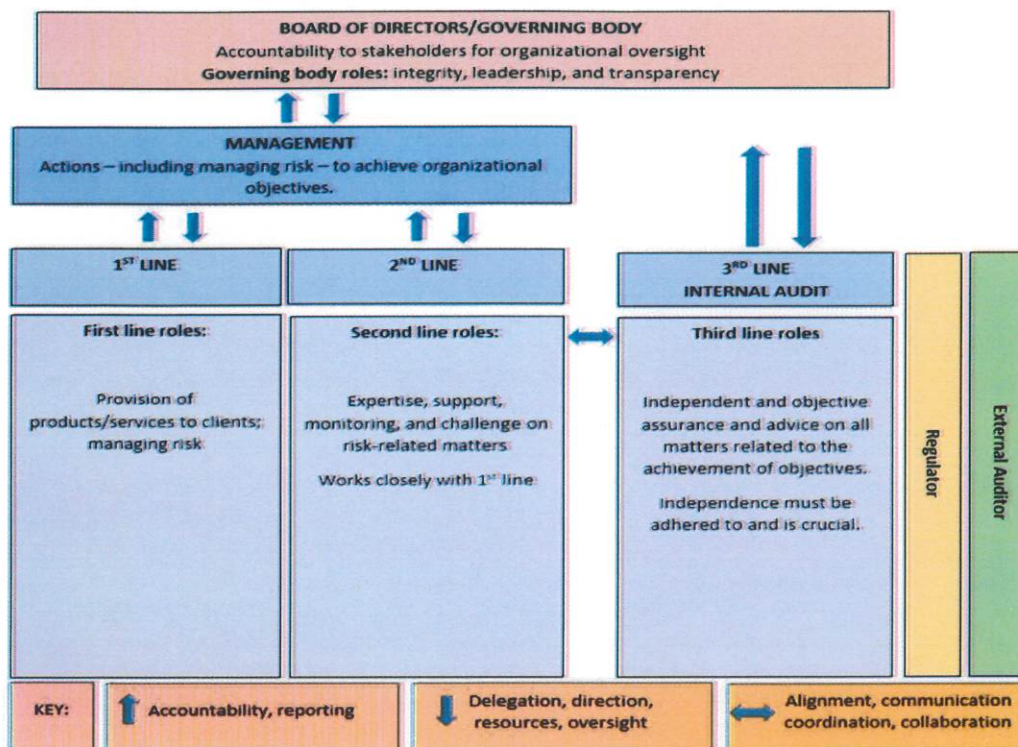 BOARD OF DIRECTORS/GOVERNING BODY
Accountability to stakeholders for organizational oversight
Governing body roles: integrity, leadership, and transparency
MANAGEMENT
Actions – including managing risk – to achieve organizational
objectives.
1ST LINE
2ND LINE
3RD LINE
INTERNAL AUDIT
First line roles:
Provision of
products/services to clients;
managing risk
Second line roles:
Expertise, support,
monitoring, and challenge on
risk-related matters
Works closely with 1st line
Third line roles
Independent and objective
assurance and advice on all
matters related to the
achievement of objectives.
Independence must be
adhered to and is crucial.
Regulator
External Auditor
KEY:
Accountability, reporting
Delegation, direction,
resources, oversight
Alignment, communication
coordination, collaboration